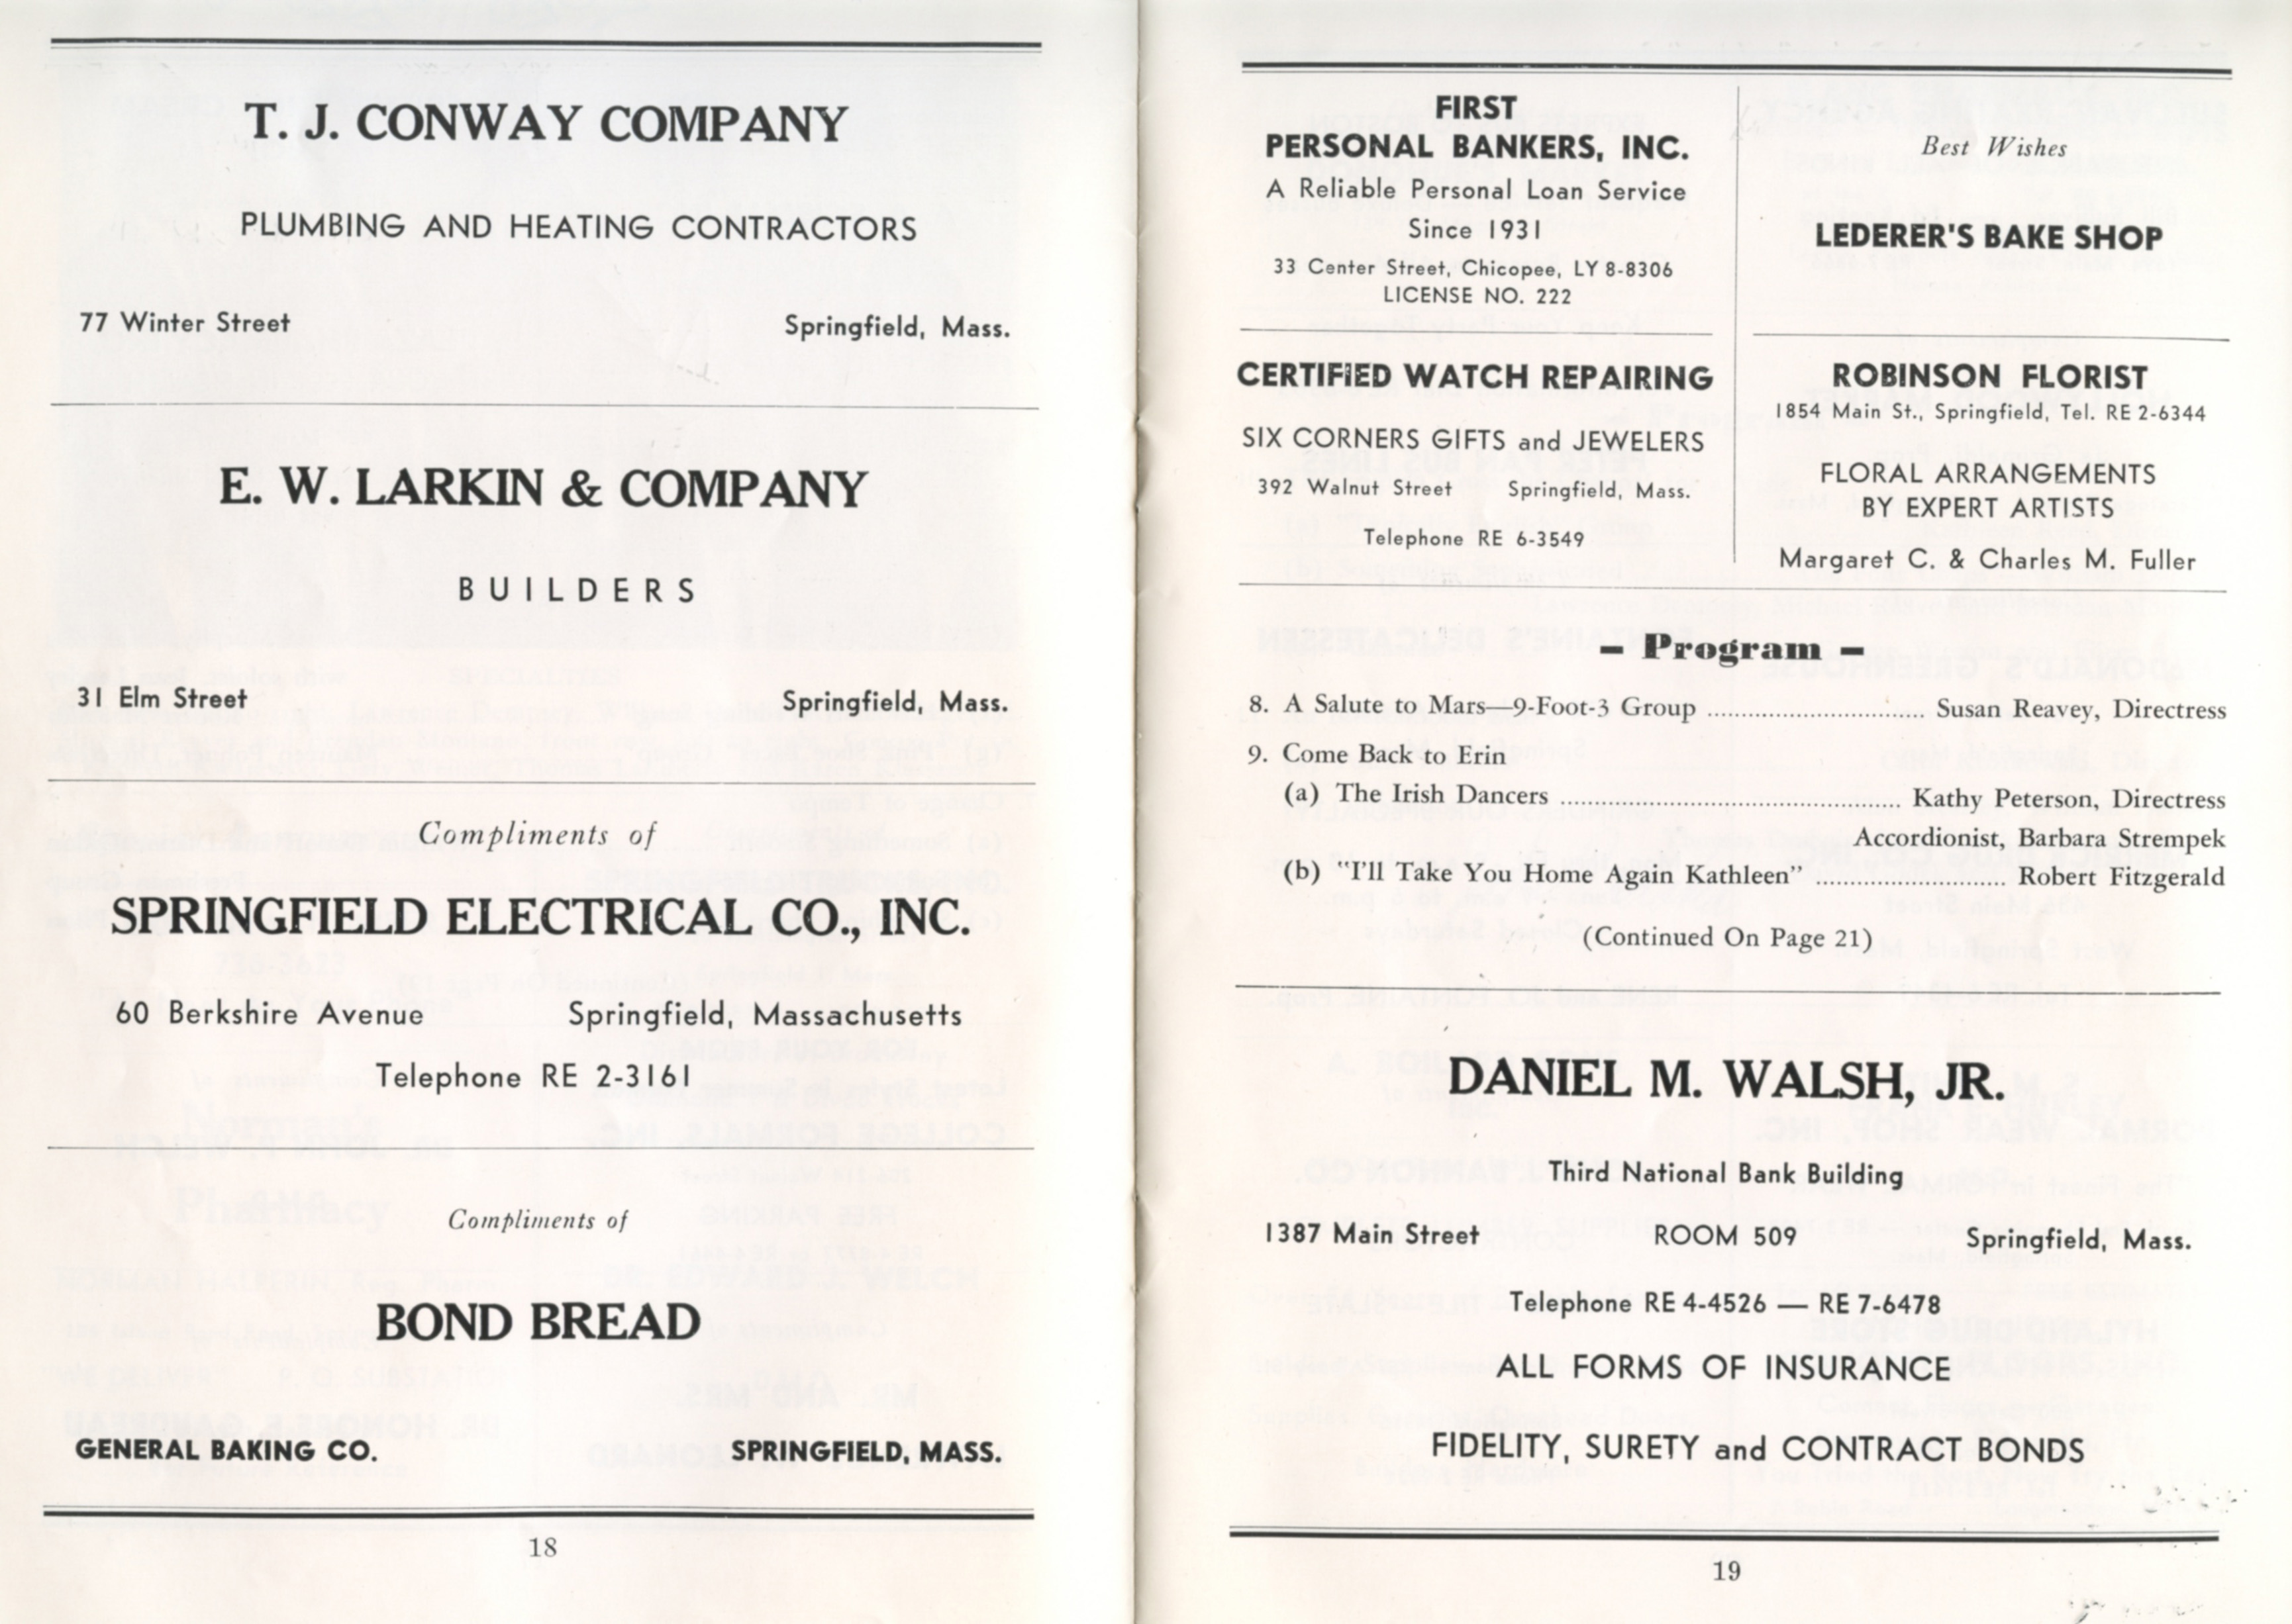 T. J. CONWAY COMPANY
PLUMBING AND HEATING CONTRACTORS
77 Winter Street Springfield, Mass.
E. W. LARKIN & COMPANY
BUILDERS
31 Elm Street Springfield, Mass.
Compliments of
SPRINGFIELD ELECTRICAL CO., INC.
60 Berkshire Avenue Springfield, Massachusetts
Telephone RE 2-3161
Compliments of
BOND BREAD
GENERAL BAKING CO. SPRINGFIELD, MASS.
18
FIRST
PERSONAL BANKERS, INC.
A Reliable Personal Loan Service
Since 1931
33 Center Street, Chicopee, LY 8-8306
LICENSE NO. 222
Best Wishes
LEDERER'S BAKE SHOP
CERTIFIED WATCH REPAIRING
SIX CORNERS GIFTS and JEWELERS
392 Walnut Street Springfield, Mass.
Telephone RE 6-3549
ROBINSON FLORIST
1854 Main St., Springfield, Tel. RE 2-6344
FLORAL ARRANGEMENTS
BY EXPERT ARTISTS
Margaret C. & Charles M. Fuller
– Program –
8. A Salute to Mars—9-Foot-3 Group ................................ Susan Reavey, Directress
9. Come Back to Erin
(a) The Irish Dancers .................................................. Kathy Peterson, Directress
Accordionist, Barbara Strempek
(b) "I'll Take You Home Again Kathleen" ............................ Robert Fitzgerald
(Continued On Page 21)
DANIEL M. WALSH, JR.
Third National Bank Building
1387 Main Street ROOM 509 Springfield, Mass.
Telephone RE 4-4526 — RE 7-6478
ALL FORMS OF INSURANCE
FIDELITY, SURETY and CONTRACT BONDS
19